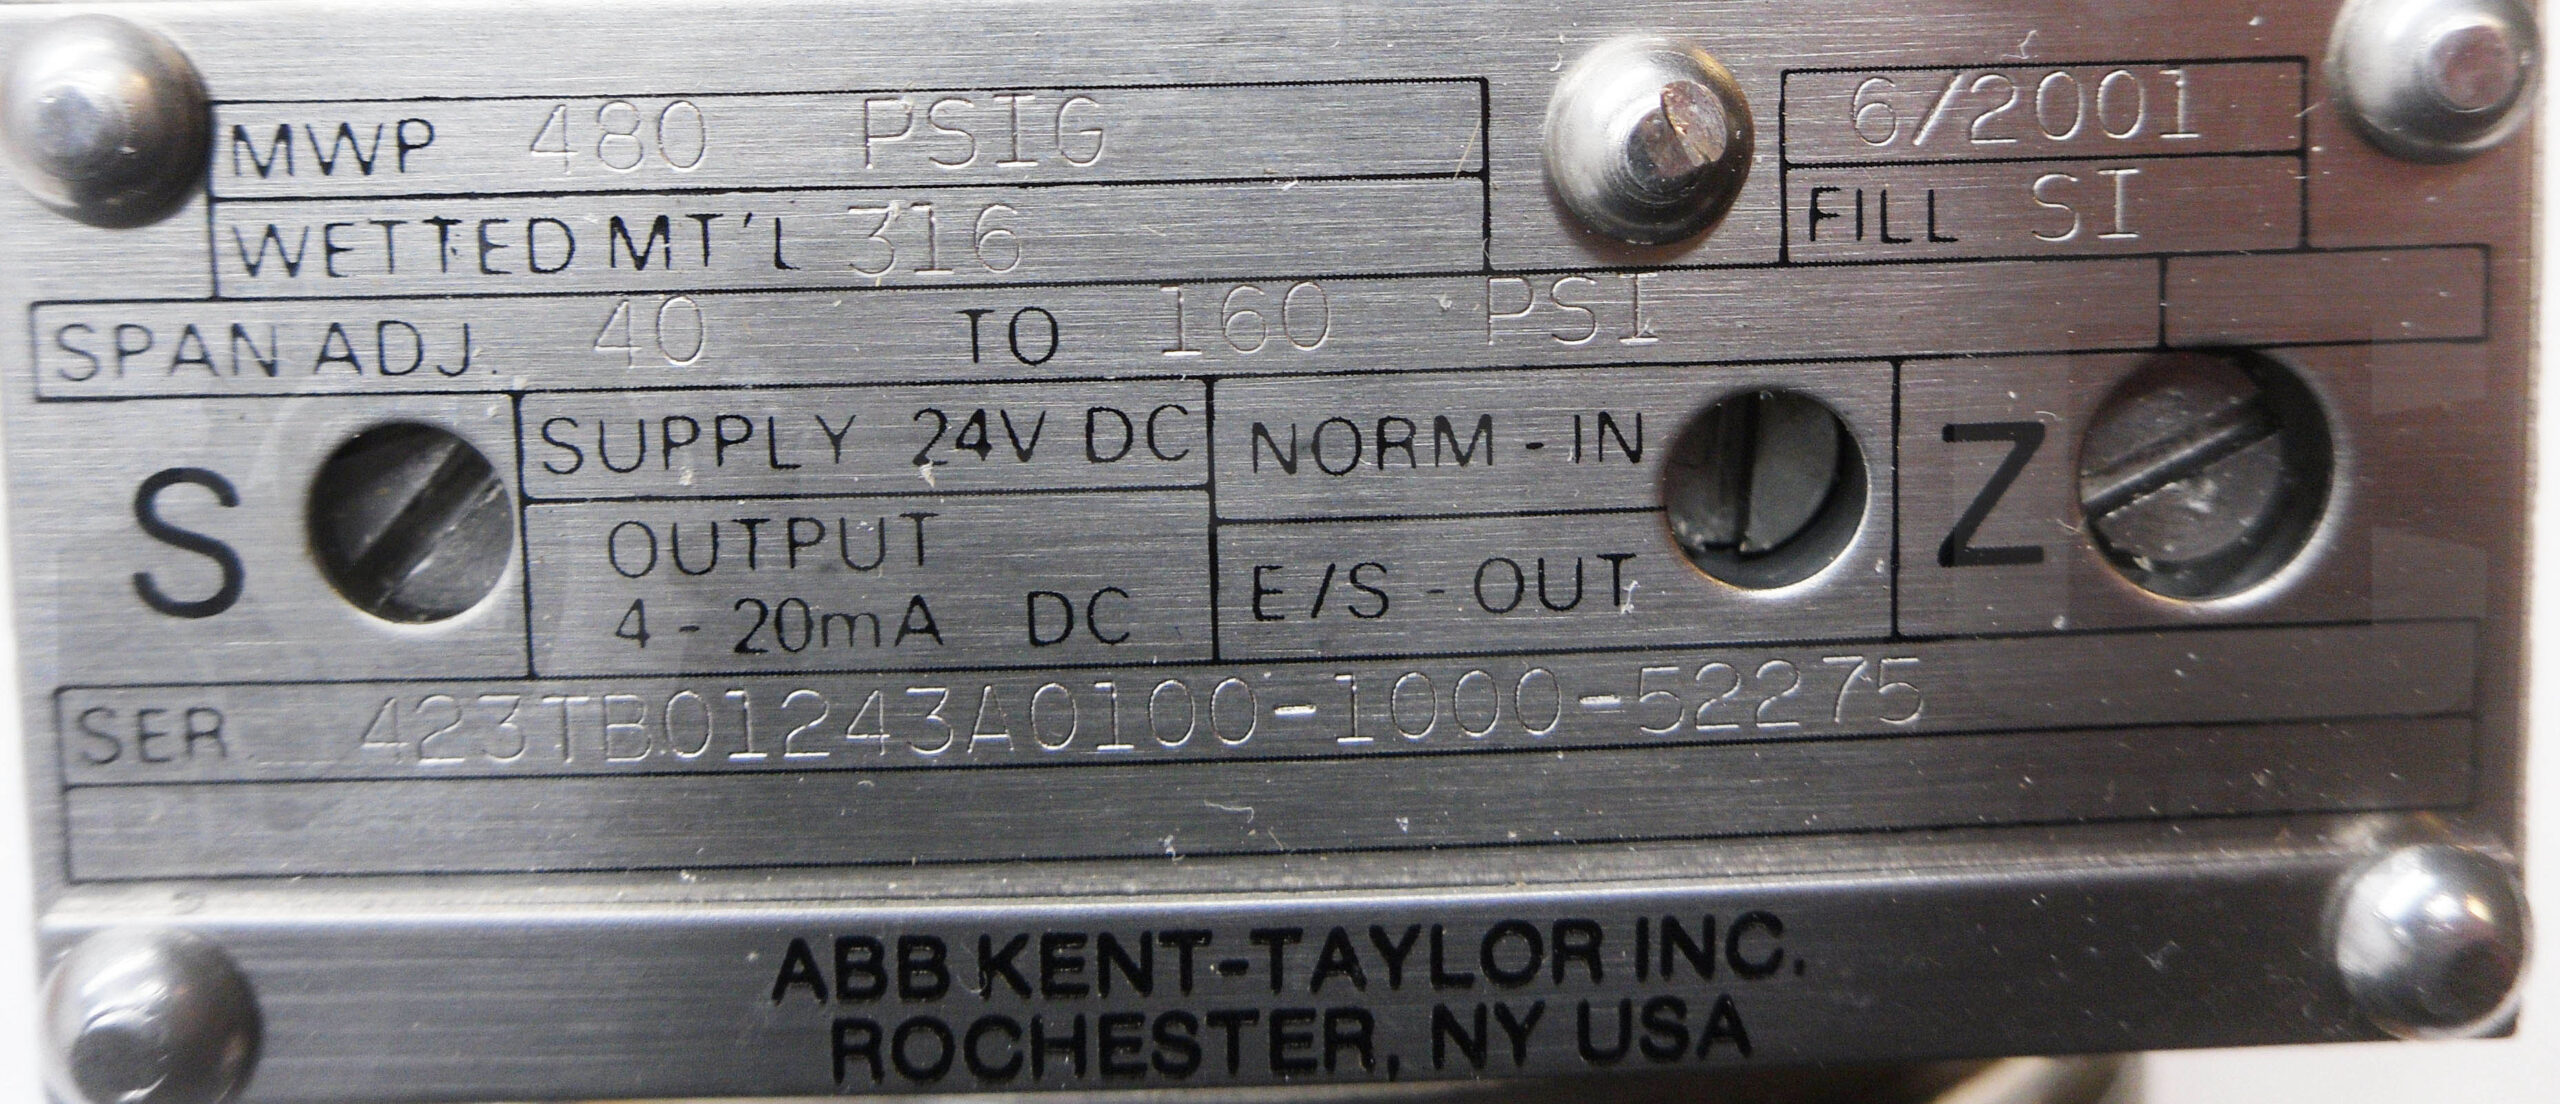 MWP 480 PSIG
6/2001
WETTED MT'L 316
FILL SI
SPAN ADJ. 40 TO 160 PSI
S
SUPPLY 24V DC
OUTPUT
4 - 20mA DC
NORM - IN
E/S - OUT
Z
SER. 423TB01243A0100-1000-52275
ABB KENT-TAYLOR INC.
ROCHESTER, NY USA